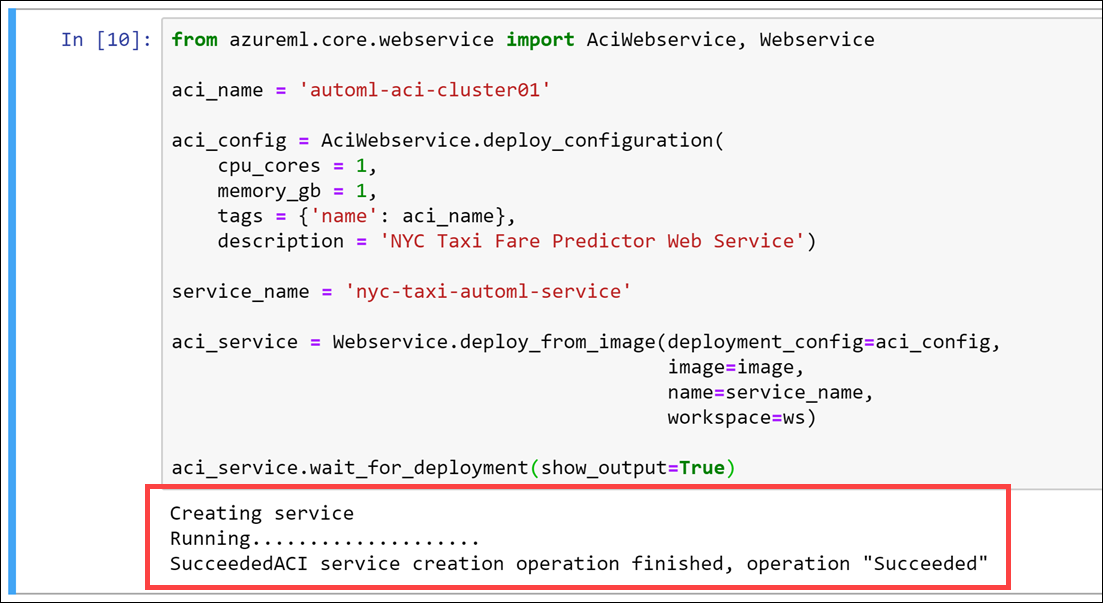 In [10]:
from azureml.core.webservice import AciWebservice, Webservice
aci_name = 'automl-aci-cluster01'
aci_config = AciWebservice.deploy_configuration(
    cpu_cores = 1,
    memory_gb = 1,
    tags = {'name': aci_name},
    description = 'NYC Taxi Fare Predictor Web Service')
service_name = 'nyc-taxi-automl-service'
aci_service = Webservice.deploy_from_image(deployment_config=aci_config,
                                           image=image,
                                           name=service_name,
                                           workspace=ws)
aci_service.wait_for_deployment(show_output=True)
Creating service
Running....................
SucceededACI service creation operation finished, operation "Succeeded"